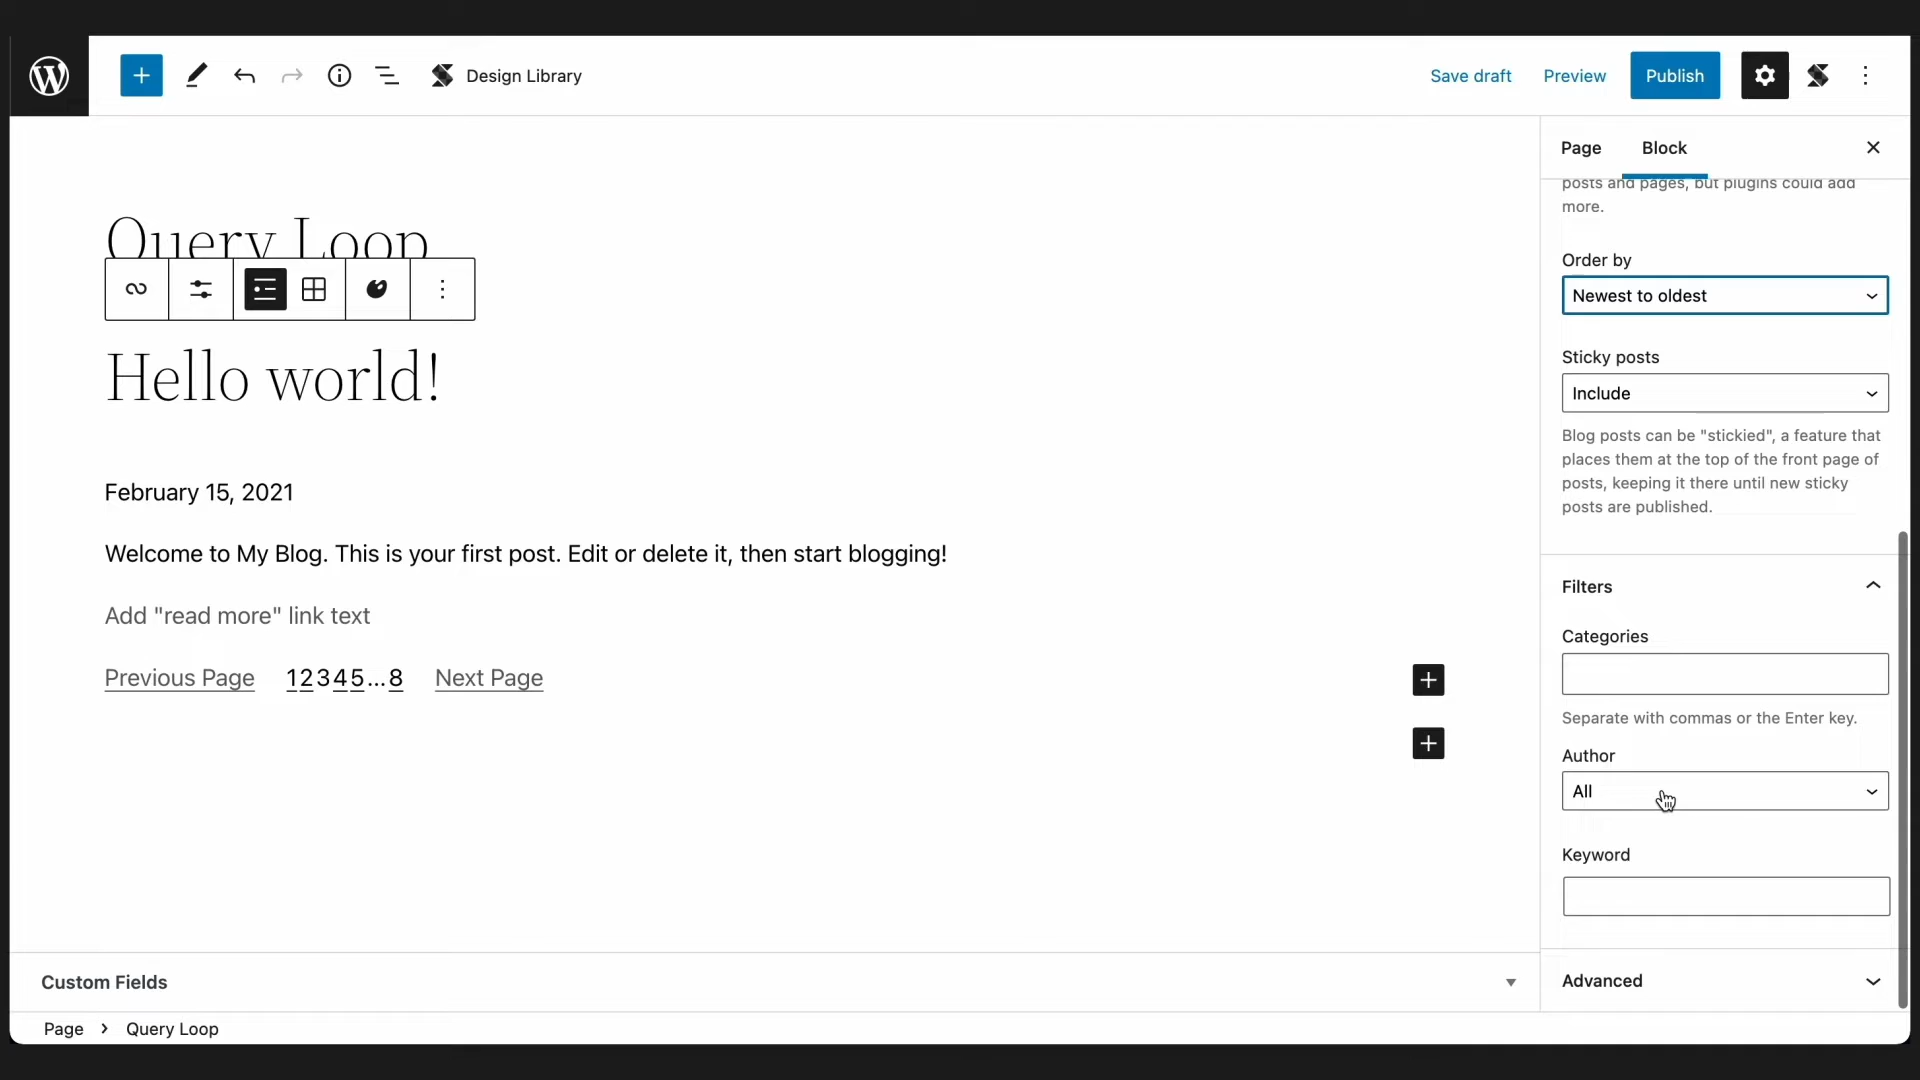 Design Library
Save draft
Preview
Publish
Page
Block
posts and pages, but plugins could add
more.
Order by
Newest to oldest
Sticky posts
Include
Blog posts can be "stickied", a feature that
places them at the top of the front page of
posts, keeping it there until new sticky
posts are published.
Filters
Categories
Separate with commas or the Enter key.
Author
All
Keyword
Advanced
Query Loop
Hello world!
February 15, 2021
Welcome to My Blog. This is your first post. Edit or delete it, then start blogging!
Add "read more" link text
Previous Page 12345...8 Next Page
Custom Fields
Page > Query Loop